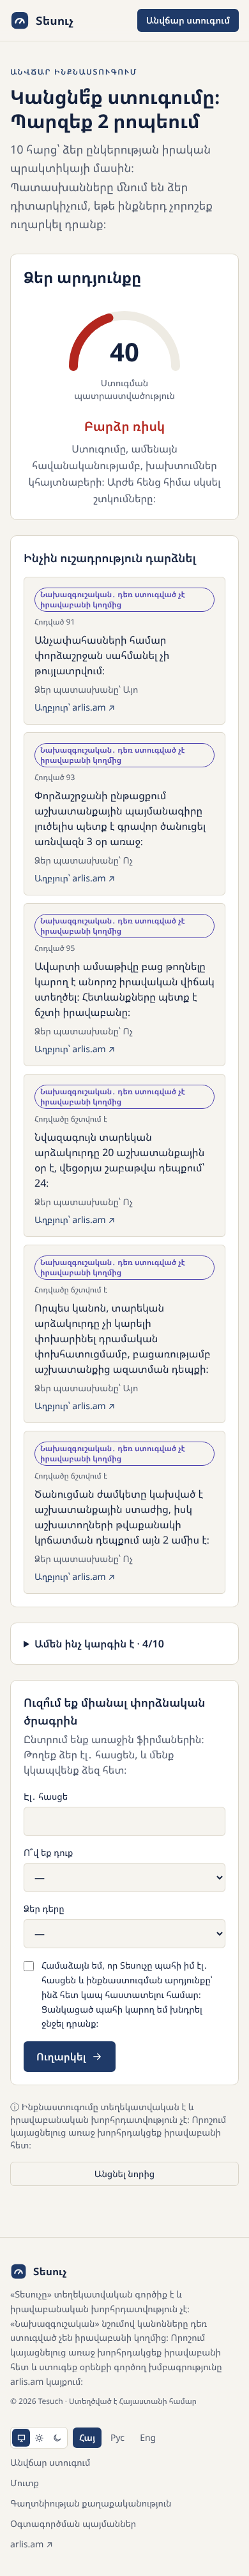 Տեսուչ
Անվճար ստուգում
ԱՆՎՃԱՐ ԻՆՔՆԱՍՏՈՒԳՈՒՄ
Կանցնե՞ք ստուգումը։
Պարզեք 2 րոպեում
10 հարց՝ ձեր ընկերության իրական
պրակտիկայի մասին։
Պատասխանները մնում են ձեր
դիտարկիչում, եթե ինքներդ չորոշեք
ուղարկել դրանք։
Ձեր արդյունքը
40
Ստուգման
պատրաստվածություն
Բարձր ռիսկ
Ստուգումը, ամենայն
հավանականությամբ, խախտումներ
կհայտնաբերի։ Արժե հենց հիմա սկսել
շտկումները։
Ինչին ուշադրություն դարձնել
Նախազգուշական․ դեռ ստուգված չէ
իրավաբանի կողմից
Հոդված 91
Անչափահասների համար
փորձաշրջան սահմանել չի
թույլատրվում։
Ձեր պատասխանը՝ Այո
Աղբյուր՝ arlis.am ↗
Նախազգուշական․ դեռ ստուգված չէ
իրավաբանի կողմից
Հոդված 93
Փորձաշրջանի ընթացքում
աշխատանքային պայմանագիրը
լուծելիս պետք է գրավոր ծանուցել
առնվազն 3 օր առաջ։
Ձեր պատասխանը՝ Ոչ
Աղբյուր՝ arlis.am ↗
Նախազգուշական․ դեռ ստուգված չէ
իրավաբանի կողմից
Հոդված 95
Ավարտի ամսաթիվը բաց թողնելը
կարող է անորոշ իրավական վիճակ
ստեղծել։ Հետևանքները պետք է
ճշտի իրավաբանը։
Ձեր պատասխանը՝ Ոչ
Աղբյուր՝ arlis.am ↗
Նախազգուշական․ դեռ ստուգված չէ
իրավաբանի կողմից
Հոդվածը ճշտվում է
Նվազագույն տարեկան
արձակուրդը 20 աշխատանքային
օր է, վեցօրյա շաբաթվա դեպքում՝
24։
Ձեր պատասխանը՝ Ոչ
Աղբյուր՝ arlis.am ↗
Նախազգուշական․ դեռ ստուգված չէ
իրավաբանի կողմից
Հոդվածը ճշտվում է
Որպես կանոն, տարեկան
արձակուրդը չի կարելի
փոխարինել դրամական
փոխհատուցմամբ, բացառությամբ
աշխատանքից ազատման դեպքի։
Ձեր պատասխանը՝ Այո
Աղբյուր՝ arlis.am ↗
Նախազգուշական․ դեռ ստուգված չէ
իրավաբանի կողմից
Հոդվածը ճշտվում է
Ծանուցման ժամկետը կախված է
աշխատանքային ստաժից, իսկ
աշխատողների թվաքանակի
կրճատման դեպքում այն 2 ամիս է։
Ձեր պատասխանը՝ Ոչ
Աղբյուր՝ arlis.am ↗
Ամեն ինչ կարգին է · 4/10
Ուզո՞ւմ եք միանալ փորձնական
ծրագրին
Ընտրում ենք առաջին ֆիրմաներին։
Թողեք ձեր էլ․ հասցեն, և մենք
կկապվենք ձեզ հետ։
Էլ․ հասցե
Ո՞վ եք դուք
—
Ձեր դերը
—
Համաձայն եմ, որ Տեսուչը պահի իմ էլ․
հասցեն և ինքնաստուգման արդյունքը՝
ինձ հետ կապ հաստատելու համար։
Ցանկացած պահի կարող եմ խնդրել
ջնջել դրանք։
Ուղարկել →
ⓘ Ինքնաստուգումը տեղեկատվական է և
իրավաբանական խորհրդատվություն չէ։ Որոշում
կայացնելուց առաջ խորհրդակցեք իրավաբանի
հետ։
Անցնել նորից
Տեսուչ
«Տեսուչը» տեղեկատվական գործիք է և
իրավաբանական խորհրդատվություն չէ։
«Նախազգուշական» նշումով կանոնները դեռ
ստուգված չեն իրավաբանի կողմից։ Որոշում
կայացնելուց առաջ խորհրդակցեք իրավաբանի
հետ և ստուգեք օրենքի գործող խմբագրությունը
arlis.am կայքում։
© 2026 Tesuch · Ստեղծված է Հայաստանի համար
Հայ Рус Eng
Անվճար ստուգում
Մուտք
Գաղտնիության քաղաքականություն
Օգտագործման պայմաններ
arlis.am ↗